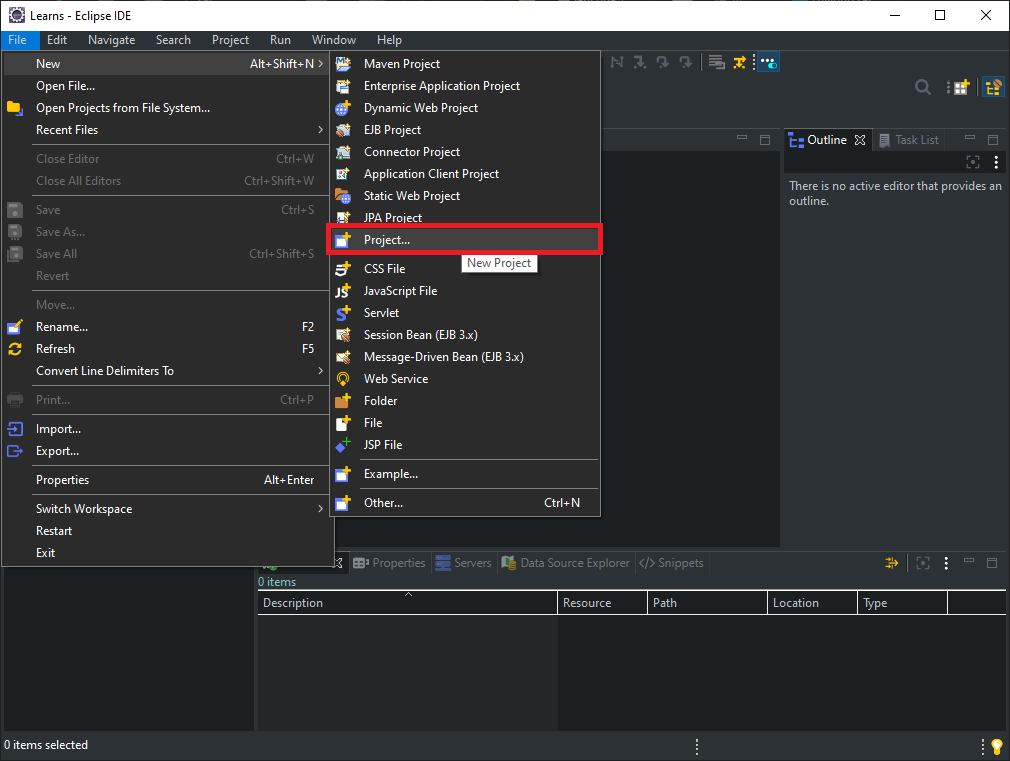 Learns - Eclipse IDE
File Edit Navigate Search Project Run Window Help
New Alt+Shift+N
Open File...
Open Projects from File System...
Recent Files
Close Editor Ctrl+W
Close All Editors Ctrl+Shift+W
Save Ctrl+S
Save As...
Save All Ctrl+Shift+S
Revert
Move...
Rename... F2
Refresh F5
Convert Line Delimiters To
Print... Ctrl+P
Import...
Export...
Properties Alt+Enter
Switch Workspace
Restart
Exit
Maven Project
Enterprise Application Project
Dynamic Web Project
EJB Project
Connector Project
Application Client Project
Static Web Project
JPA Project
Project...
New Project
CSS File
JavaScript File
Servlet
Session Bean (EJB 3.x)
Message-Driven Bean (EJB 3.x)
Web Service
Folder
File
JSP File
Example...
Other... Ctrl+N
Outline Task List
There is no active editor that provides an
outline.
Properties Servers Data Source Explorer Snippets
0 items
Description Resource Path Location Type
0 items selected